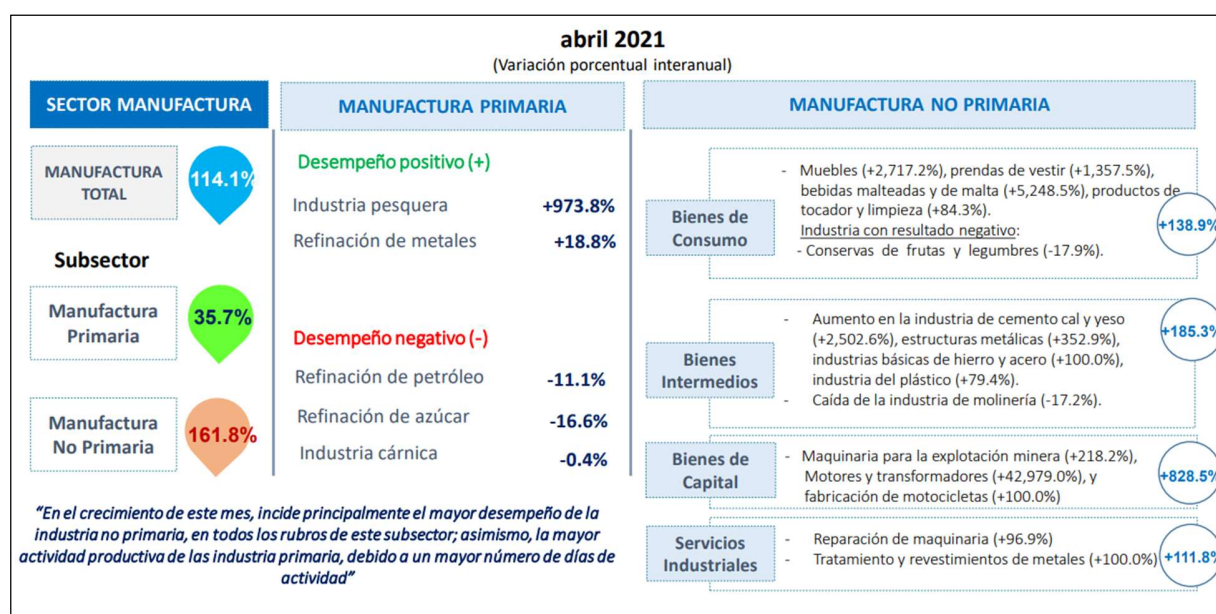 abril 2021
(Variación porcentual interanual)
SECTOR MANUFACTURA
MANUFACTURA
TOTAL
114.1%
Subsector
Manufactura
Primaria
35.7%
Manufactura
No Primaria
161.8%
MANUFACTURA PRIMARIA
Desempeño positivo (+)
Industria pesquera +973.8%
Refinación de metales +18.8%
Desempeño negativo (-)
Refinación de petróleo -11.1%
Refinación de azúcar -16.6%
Industria cárnica -0.4%
“En el crecimiento de este mes, incide principalmente el mayor desempeño de la
industria no primaria, en todos los rubros de este subsector; asimismo, la mayor
actividad productiva de las industria primaria, debido a un mayor número de días de
actividad”
MANUFACTURA NO PRIMARIA
Bienes de
Consumo
- Muebles (+2,717.2%), prendas de vestir (+1,357.5%),
bebidas malteadas y de malta (+5,248.5%), productos de
tocador y limpieza (+84.3%).
Industria con resultado negativo:
- Conservas de frutas y legumbres (-17.9%).
+138.9%
Bienes
Intermedios
- Aumento en la industria de cemento cal y yeso
(+2,502.6%), estructuras metálicas (+352.9%),
industrias básicas de hierro y acero (+100.0%),
industria del plástico (+79.4%).
- Caída de la industria de molinería (-17.2%).
+185.3%
Bienes de
Capital
- Maquinaria para la explotación minera (+218.2%),
Motores y transformadores (+42,979.0%), y
fabricación de motocicletas (+100.0%)
+828.5%
Servicios
Industriales
- Reparación de maquinaria (+96.9%)
- Tratamiento y revestimientos de metales (+100.0%)
+111.8%